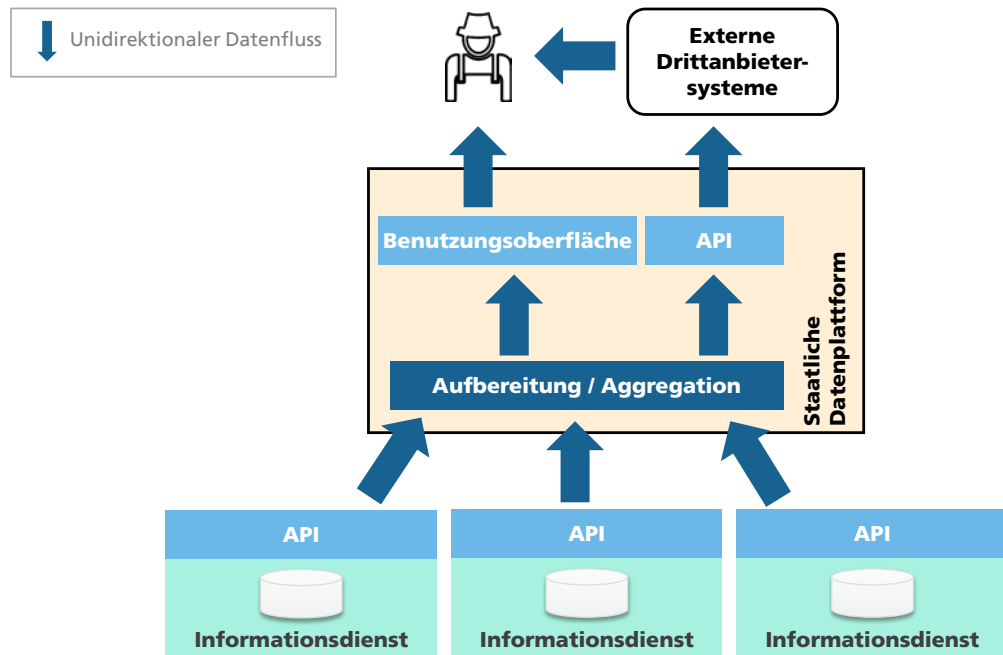 Unidirektionaler Datenfluss
Externe
Drittanbieter-
systeme
Benutzungsoberfläche
API
Aufbereitung / Aggregation
Staatliche
Datenplattform
API
API
API
Informationsdienst
Informationsdienst
Informationsdienst